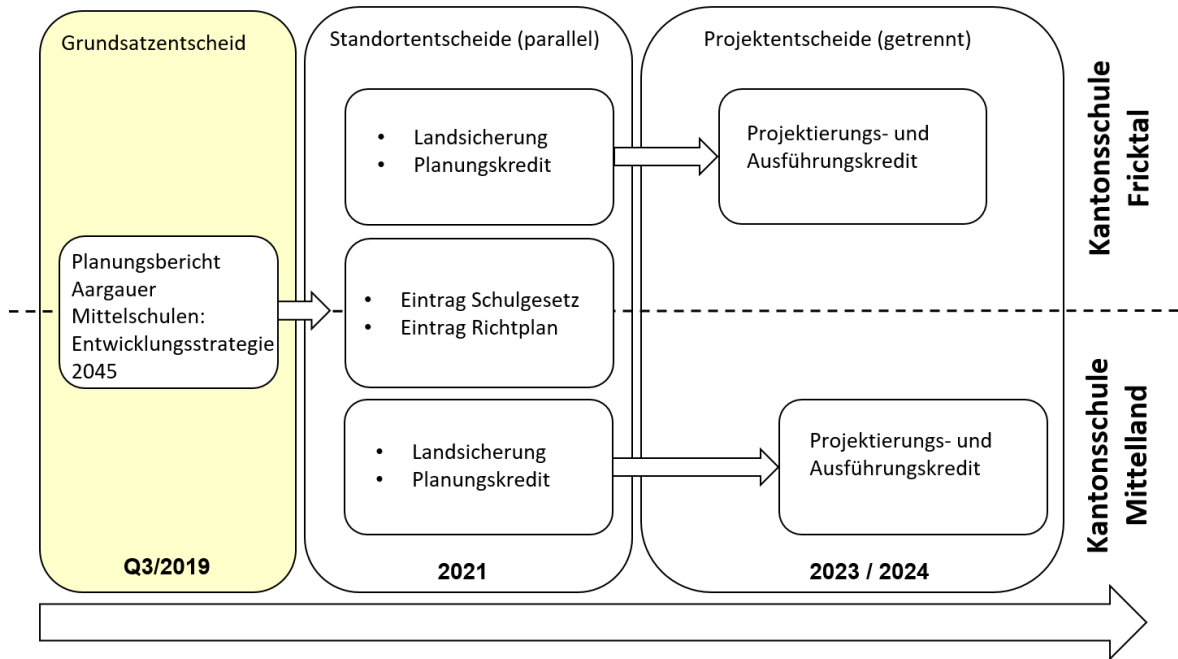 Grundsatzentscheid
Planungsbericht
Aargauer
Mittelschulen:
Entwicklungsstrategie
2045
Q3/2019
Standortentscheide (parallel)
• Landsicherung
• Planungskredit
• Eintrag Schulgesetz
• Eintrag Richtplan
• Landsicherung
• Planungskredit
2021
Projektentscheide (getrennt)
Projektierungs- und
Ausführungskredit
Projektierungs- und
Ausführungskredit
2023 / 2024
Kantonsschule
Fricktal
Kantonsschule
Mittelland